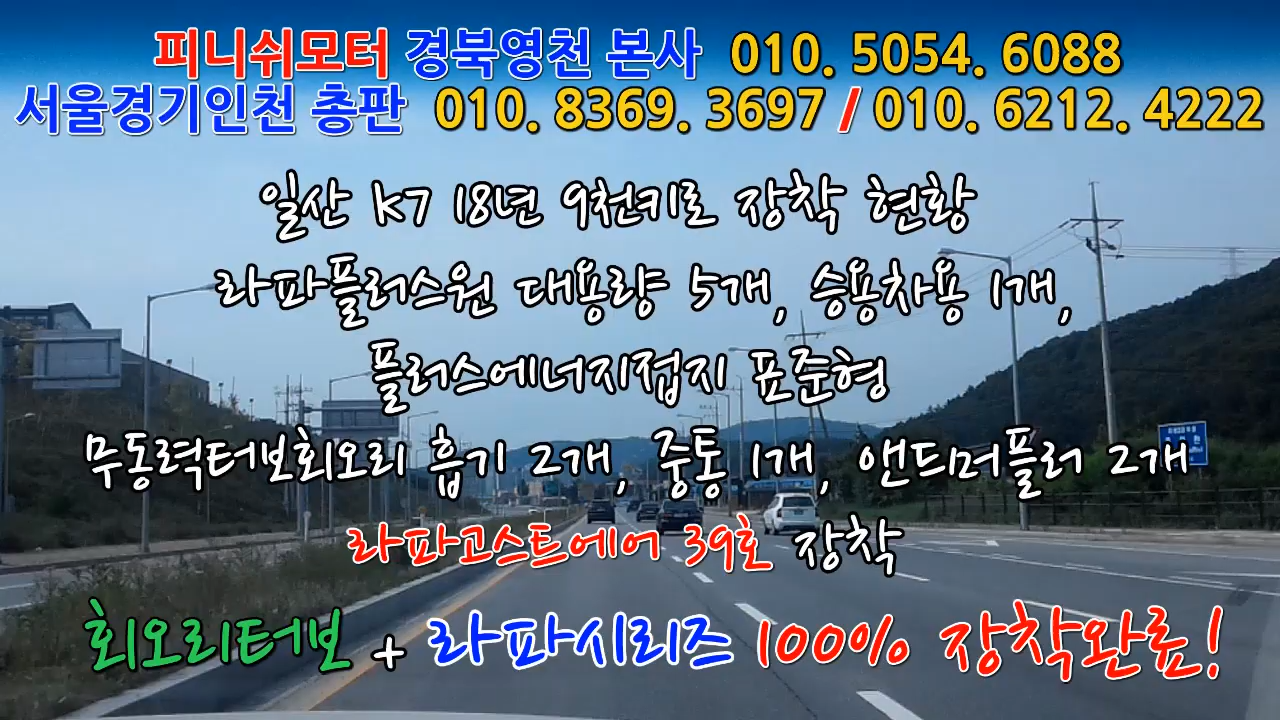 피니쉬모터 경북영천 본사 010. 5054. 6088
서울경기인천 총판 010. 8369. 3697 / 010. 6212. 4222
일산 k7 18년 9천키로 장착 현황
라파플러스원 대용량 5개, 승용차용 1개,
플러스에너지접지 표준형
무동력터보회오리 흡기 2개, 중통 1개, 앤드머플러 2개
라파고스트에어 39호 장착
회오리터보 + 라파시리즈 100% 장착완료!